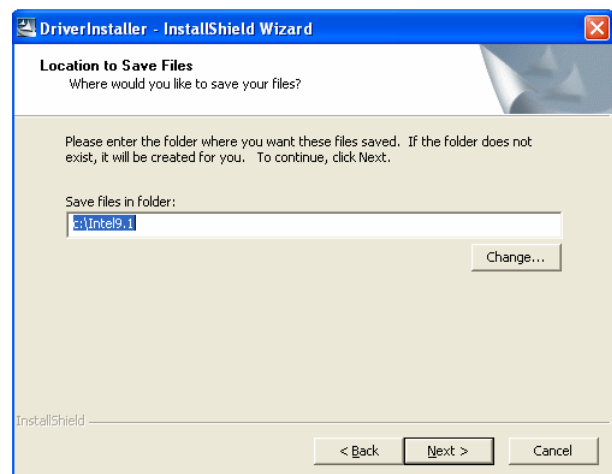 DriverInstaller - InstallShield Wizard
Location to Save Files
Where would you like to save your files?
Please enter the folder where you want these files saved. If the folder does not
exist, it will be created for you. To continue, click Next.
Save files in folder:
c:\Intel9.1
Change...
InstallShield
< Back
Next >
Cancel